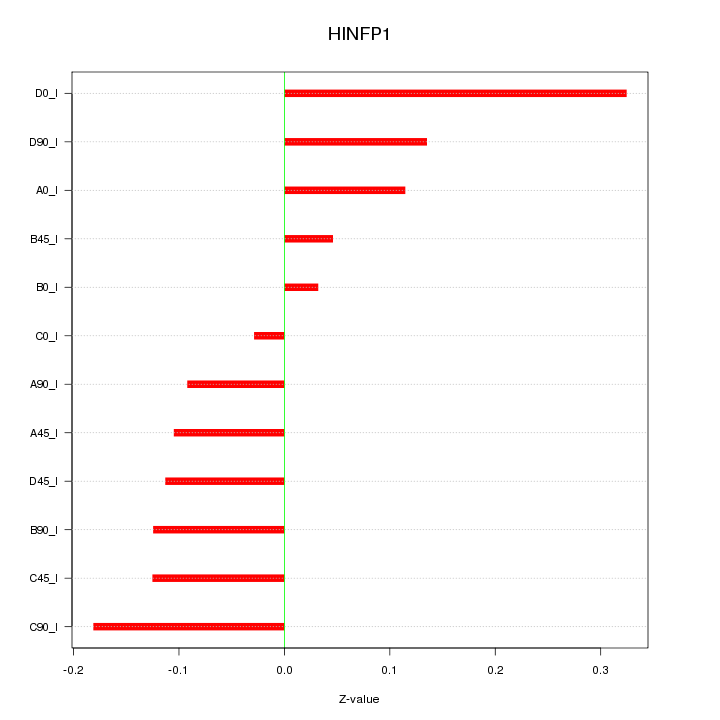 HINFP1
D0_I
D90_I
A0_I
B45_I
B0_I
C0_I
A90_I
A45_I
D45_I
B90_I
C45_I
C90_I
-0.2 -0.1 0.0 0.1 0.2 0.3
Z-value